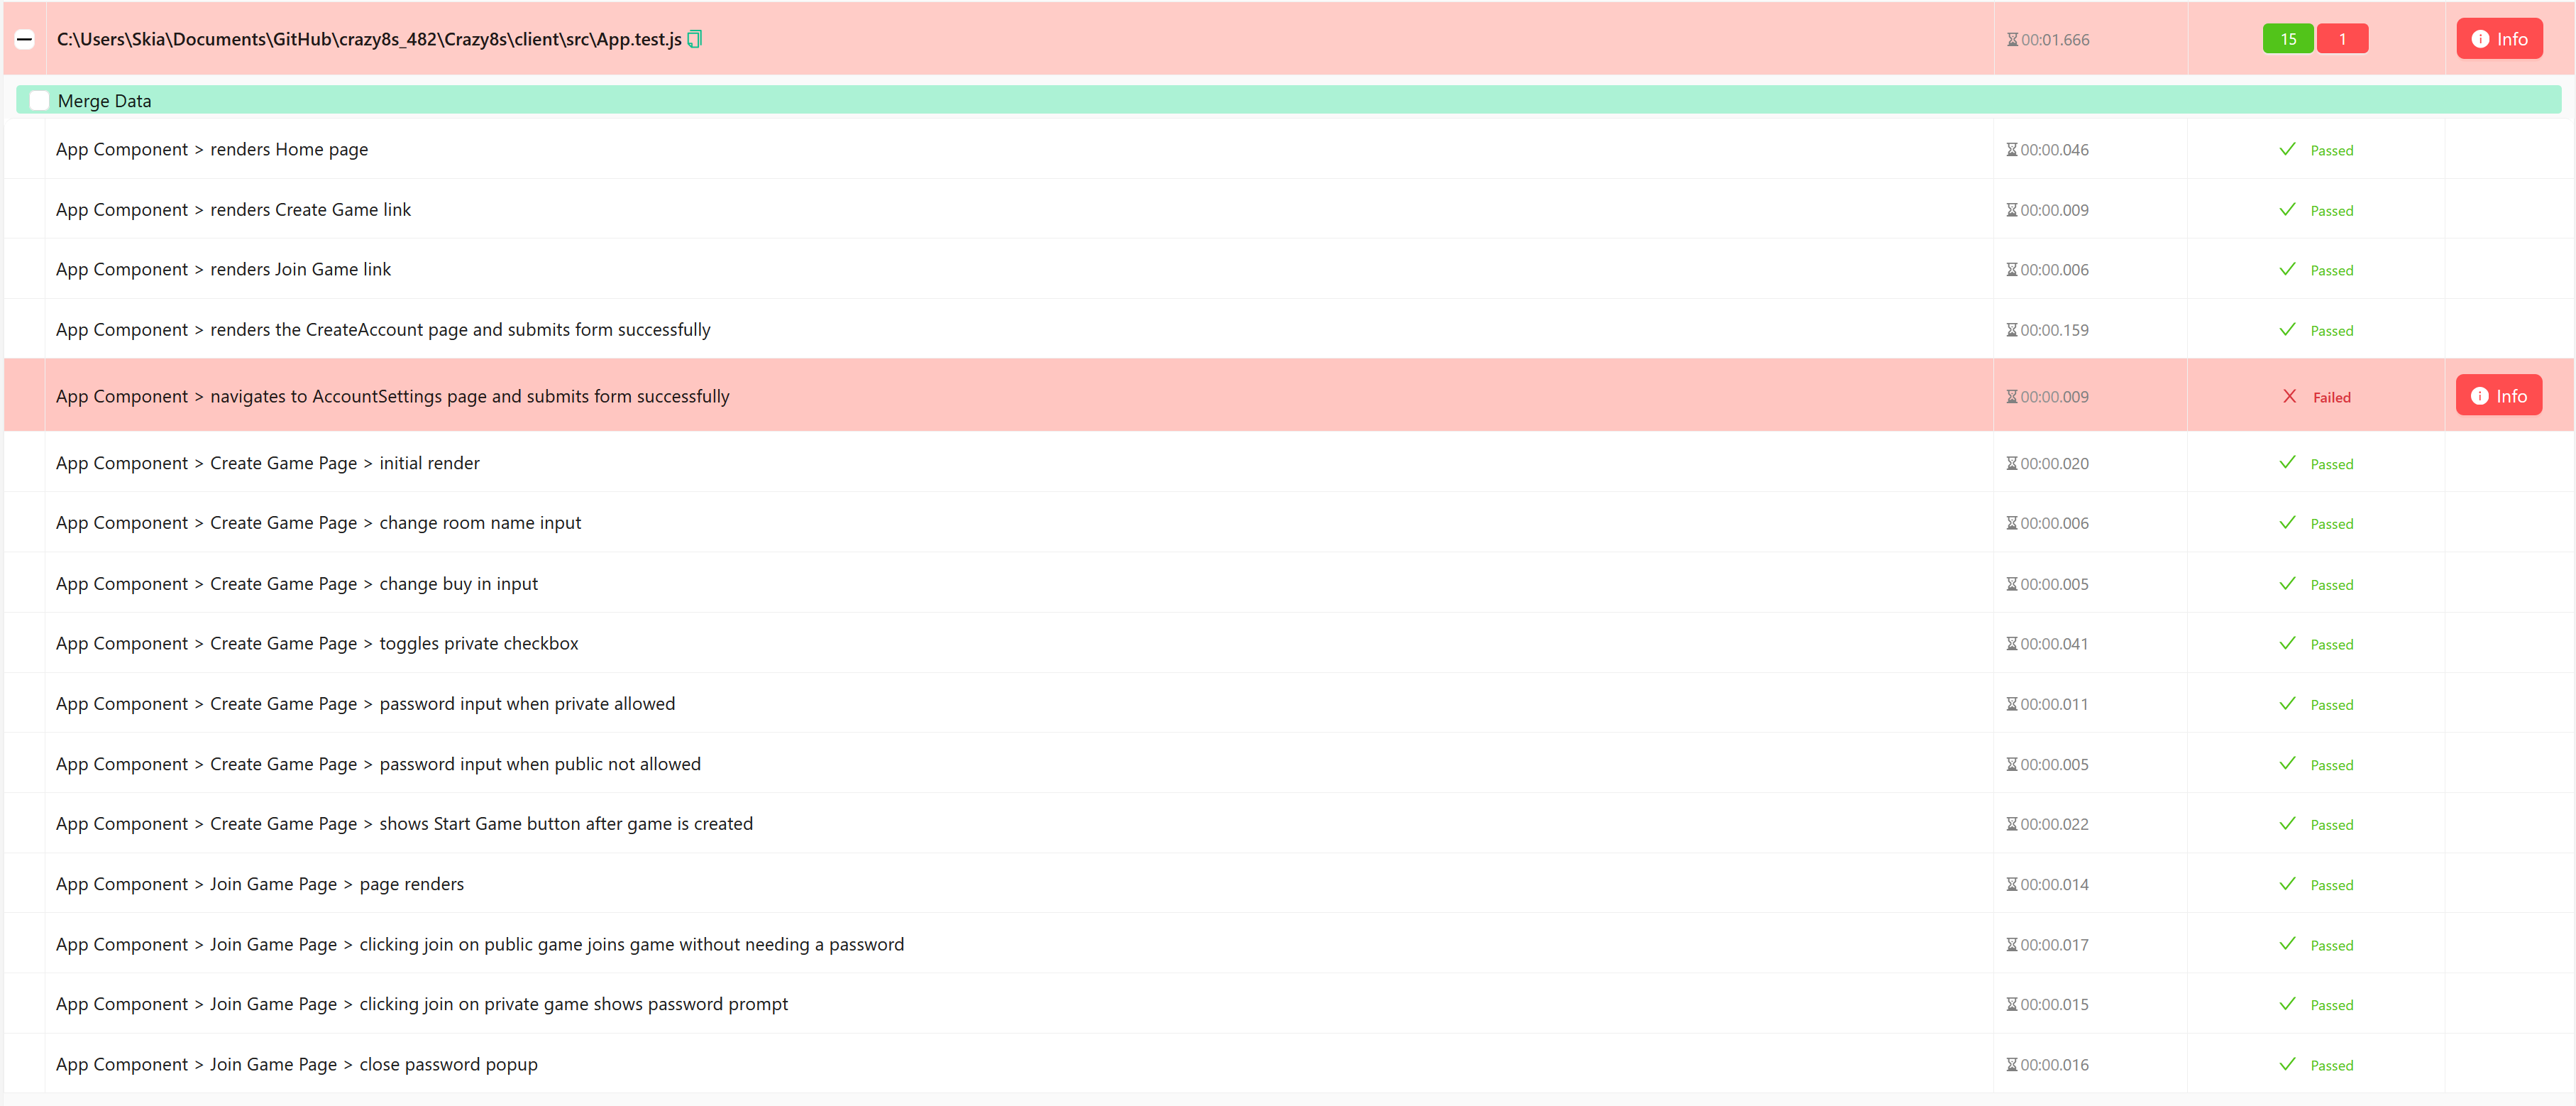 C:\Users\Skia\Documents\GitHub\crazy8s_482\Crazy8s\client\src\App.test.js 00:01.666 15 1 Info
Merge Data
App Component > renders Home page 00:00.046 Passed
App Component > renders Create Game link 00:00.009 Passed
App Component > renders Join Game link 00:00.006 Passed
App Component > renders the CreateAccount page and submits form successfully 00:00.159 Passed
App Component > navigates to AccountSettings page and submits form successfully 00:00.009 Failed Info
App Component > Create Game Page > initial render 00:00.020 Passed
App Component > Create Game Page > change room name input 00:00.006 Passed
App Component > Create Game Page > change buy in input 00:00.005 Passed
App Component > Create Game Page > toggles private checkbox 00:00.041 Passed
App Component > Create Game Page > password input when private allowed 00:00.011 Passed
App Component > Create Game Page > password input when public not allowed 00:00.005 Passed
App Component > Create Game Page > shows Start Game button after game is created 00:00.022 Passed
App Component > Join Game Page > page renders 00:00.014 Passed
App Component > Join Game Page > clicking join on public game joins game without needing a password 00:00.017 Passed
App Component > Join Game Page > clicking join on private game shows password prompt 00:00.015 Passed
App Component > Join Game Page > close password popup 00:00.016 Passed